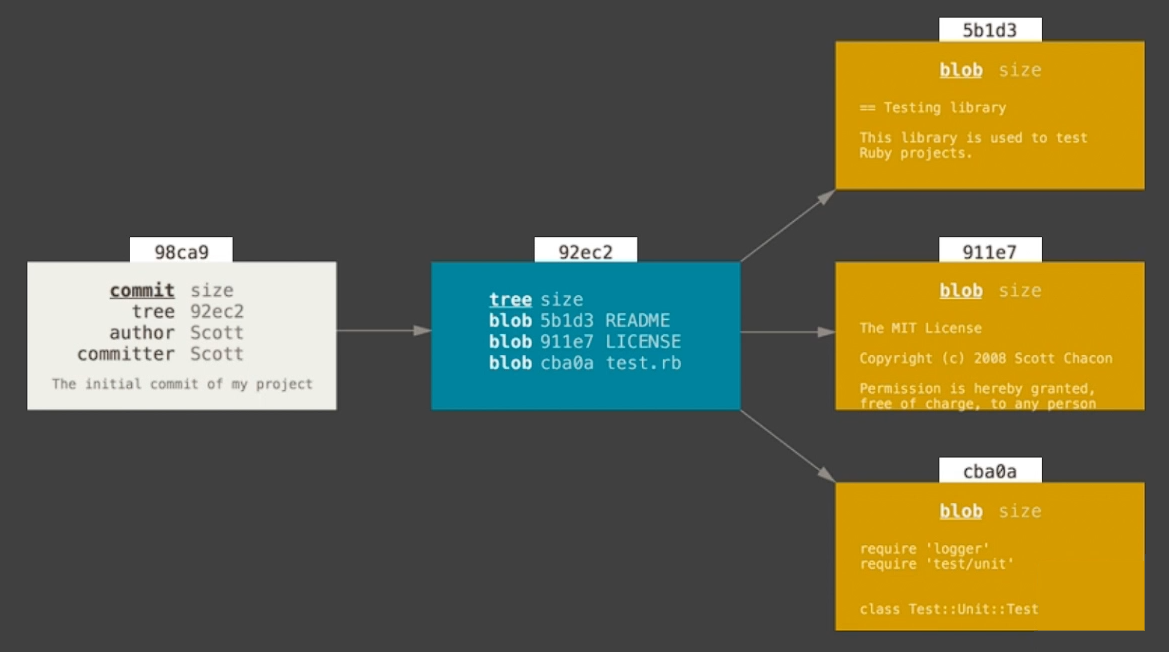 98ca9
commit size
tree 92ec2
author Scott
committer Scott
The initial commit of my project
92ec2
tree size
blob 5b1d3 README
blob 911e7 LICENSE
blob cba0a test.rb
5b1d3
blob size
== Testing library
This library is used to test
Ruby projects.
911e7
blob size
The MIT License
Copyright (c) 2008 Scott Chacon
Permission is hereby granted,
free of charge, to any person
cba0a
blob size
require 'logger'
require 'test/unit'
class Test::Unit::Test